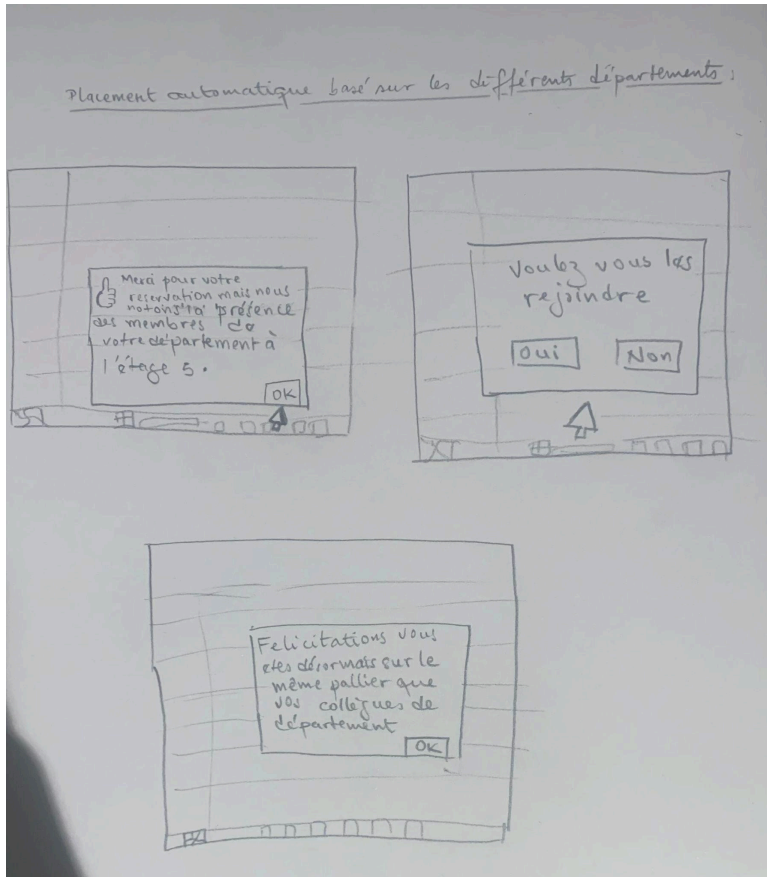 Placement automatique basé sur les différents départements :
Merci pour votre
reservation mais nous
notons la présence
des membres de
votre département à
l'étage 5.
OK
Voulez vous les
rejoindre
Oui
Non
Felicitations vous
etes désormats sur le
même pallier que
vos collègues de
département
OK